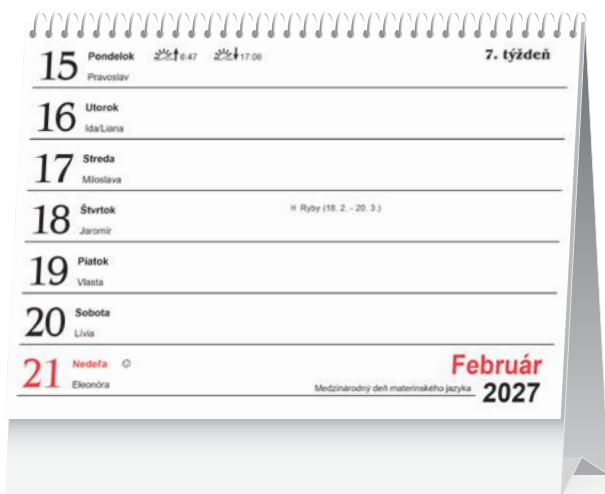 15 Pondelok 6:47 17:06 7. týždeň
Pravoslav
16 Utorok
Ida/Liana
17 Streda
Miloslava
18 Štvrtok ♓ Ryby (18. 2. - 20. 3.)
Jaromír
19 Piatok
Vlasta
20 Sobota
Lívia
21 Nedeľa Február
Eleonóra Medzinárodný deň materinského jazyka 2027